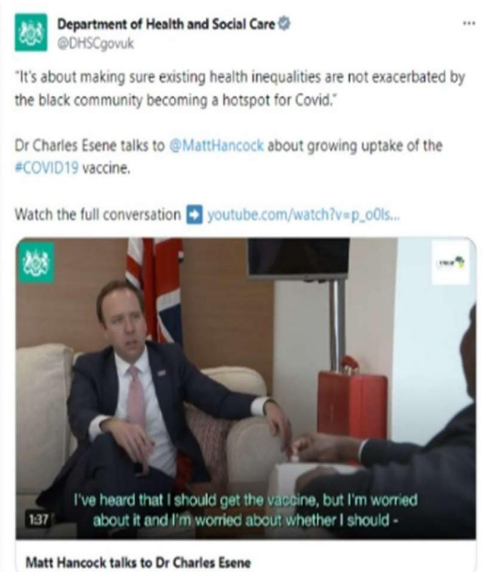 Department of Health and Social Care
@DHSCgovuk
"It's about making sure existing health inequalities are not exacerbated by
the black community becoming a hotspot for Covid."
Dr Charles Esene talks to @MattHancock about growing uptake of the
#COVID19 vaccine.
Watch the full conversation ➡ youtube.com/watch?v=p_o0ls...
I've heard that I should get the vaccine, but I'm worried
about it and I'm worried about whether I should -
1:37
Matt Hancock talks to Dr Charles Esene